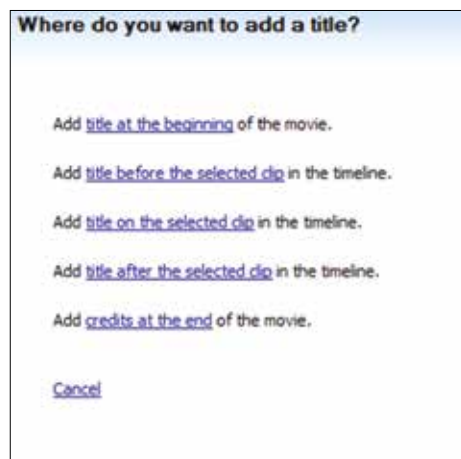 Where do you want to add a title?
Add title at the beginning of the movie.
Add title before the selected clip in the timeline.
Add title on the selected clip in the timeline.
Add title after the selected clip in the timeline.
Add credits at the end of the movie.
Cancel